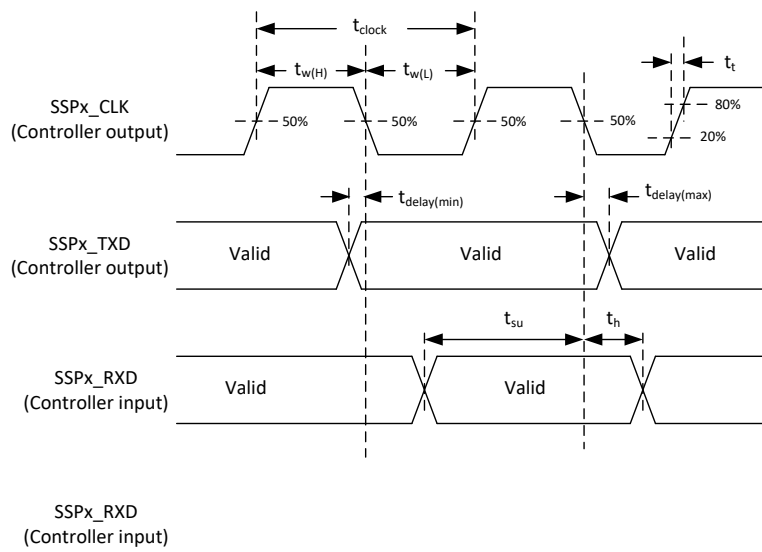 t_clock
t_w(H) t_w(L) t_t
SSPx_CLK
(Controller output)
50% 50% 50% 50% 80%
20%
t_delay(min) t_delay(max)
SSPx_TXD
(Controller output)
Valid Valid Valid
t_su t_h
SSPx_RXD
(Controller input)
Valid Valid
SSPx_RXD
(Controller input)